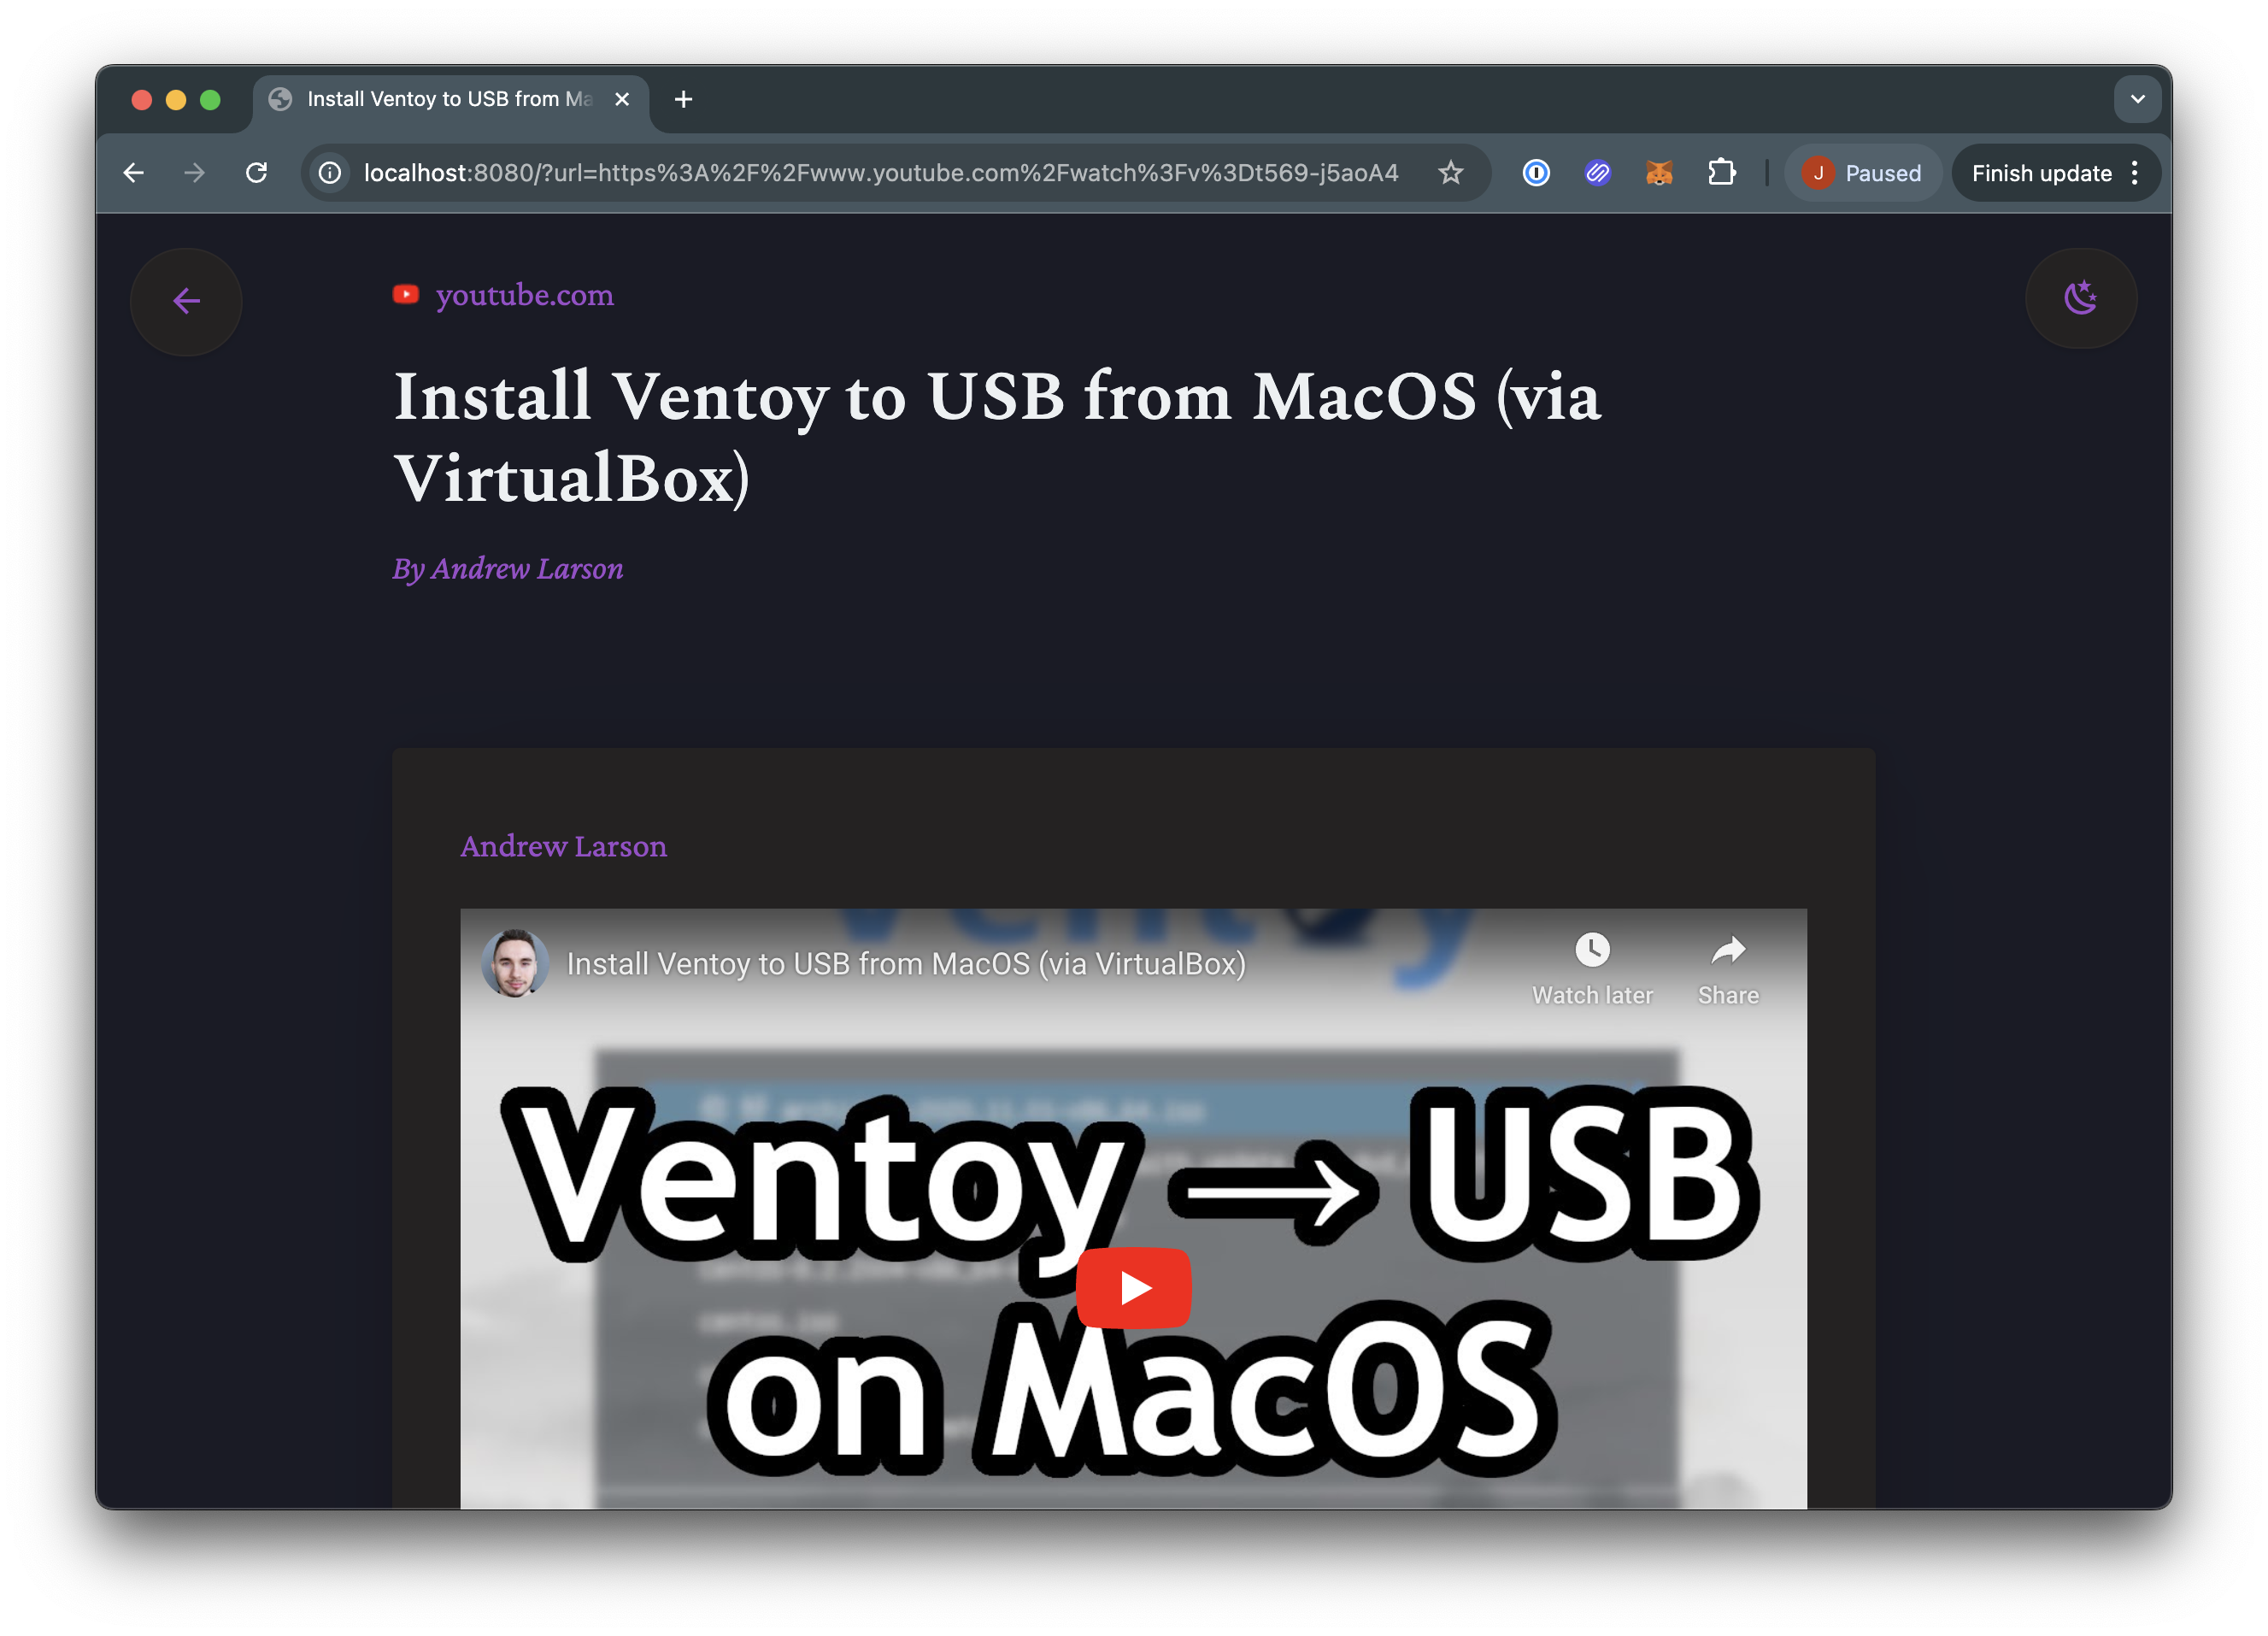 Install Ventoy to USB from Ma
localhost:8080/?url=https%3A%2F%2Fwww.youtube.com%2Fwatch%3Fv%3Dt569-j5aoA4
J Paused
Finish update
youtube.com
Install Ventoy to USB from MacOS (via
VirtualBox)
By Andrew Larson
Andrew Larson
Install Ventoy to USB from MacOS (via VirtualBox)
Watch later
Share
Ventoy → USB
on MacOS